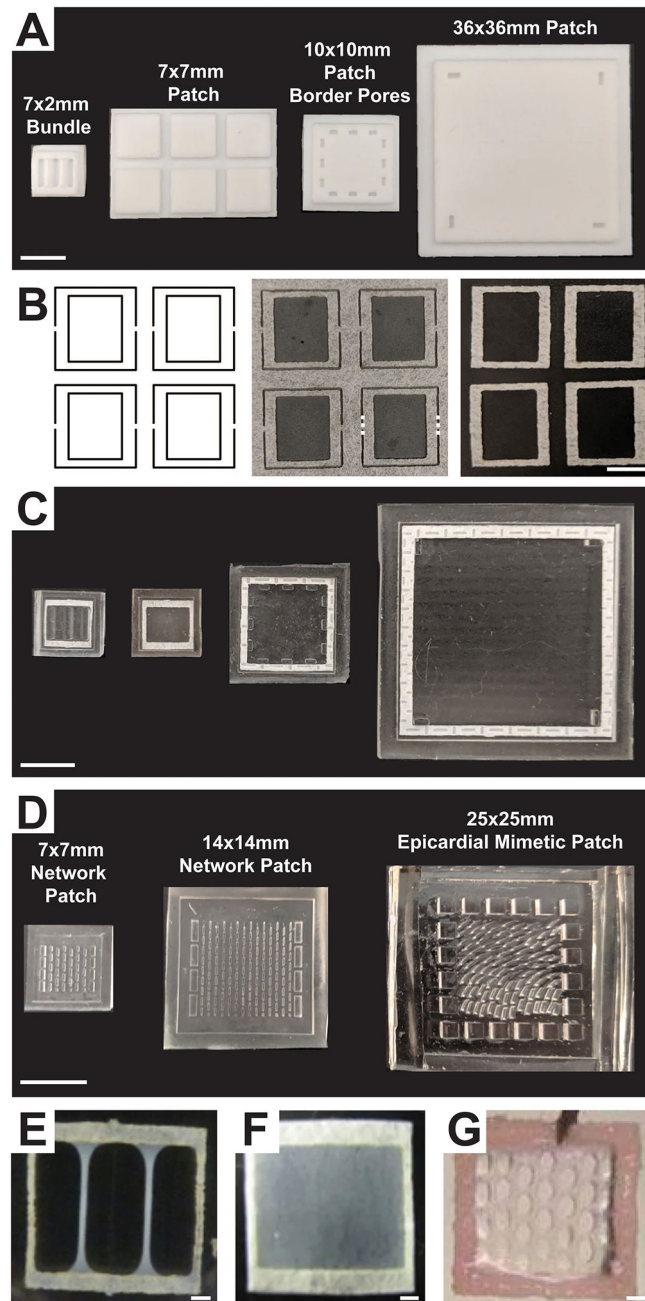 A
7x2mm
Bundle
7x7mm
Patch
10x10mm
Patch
Border Pores
36x36mm Patch
B
C
D
7x7mm
Network
Patch
14x14mm
Network Patch
25x25mm
Epicardial Mimetic Patch
E
F
G